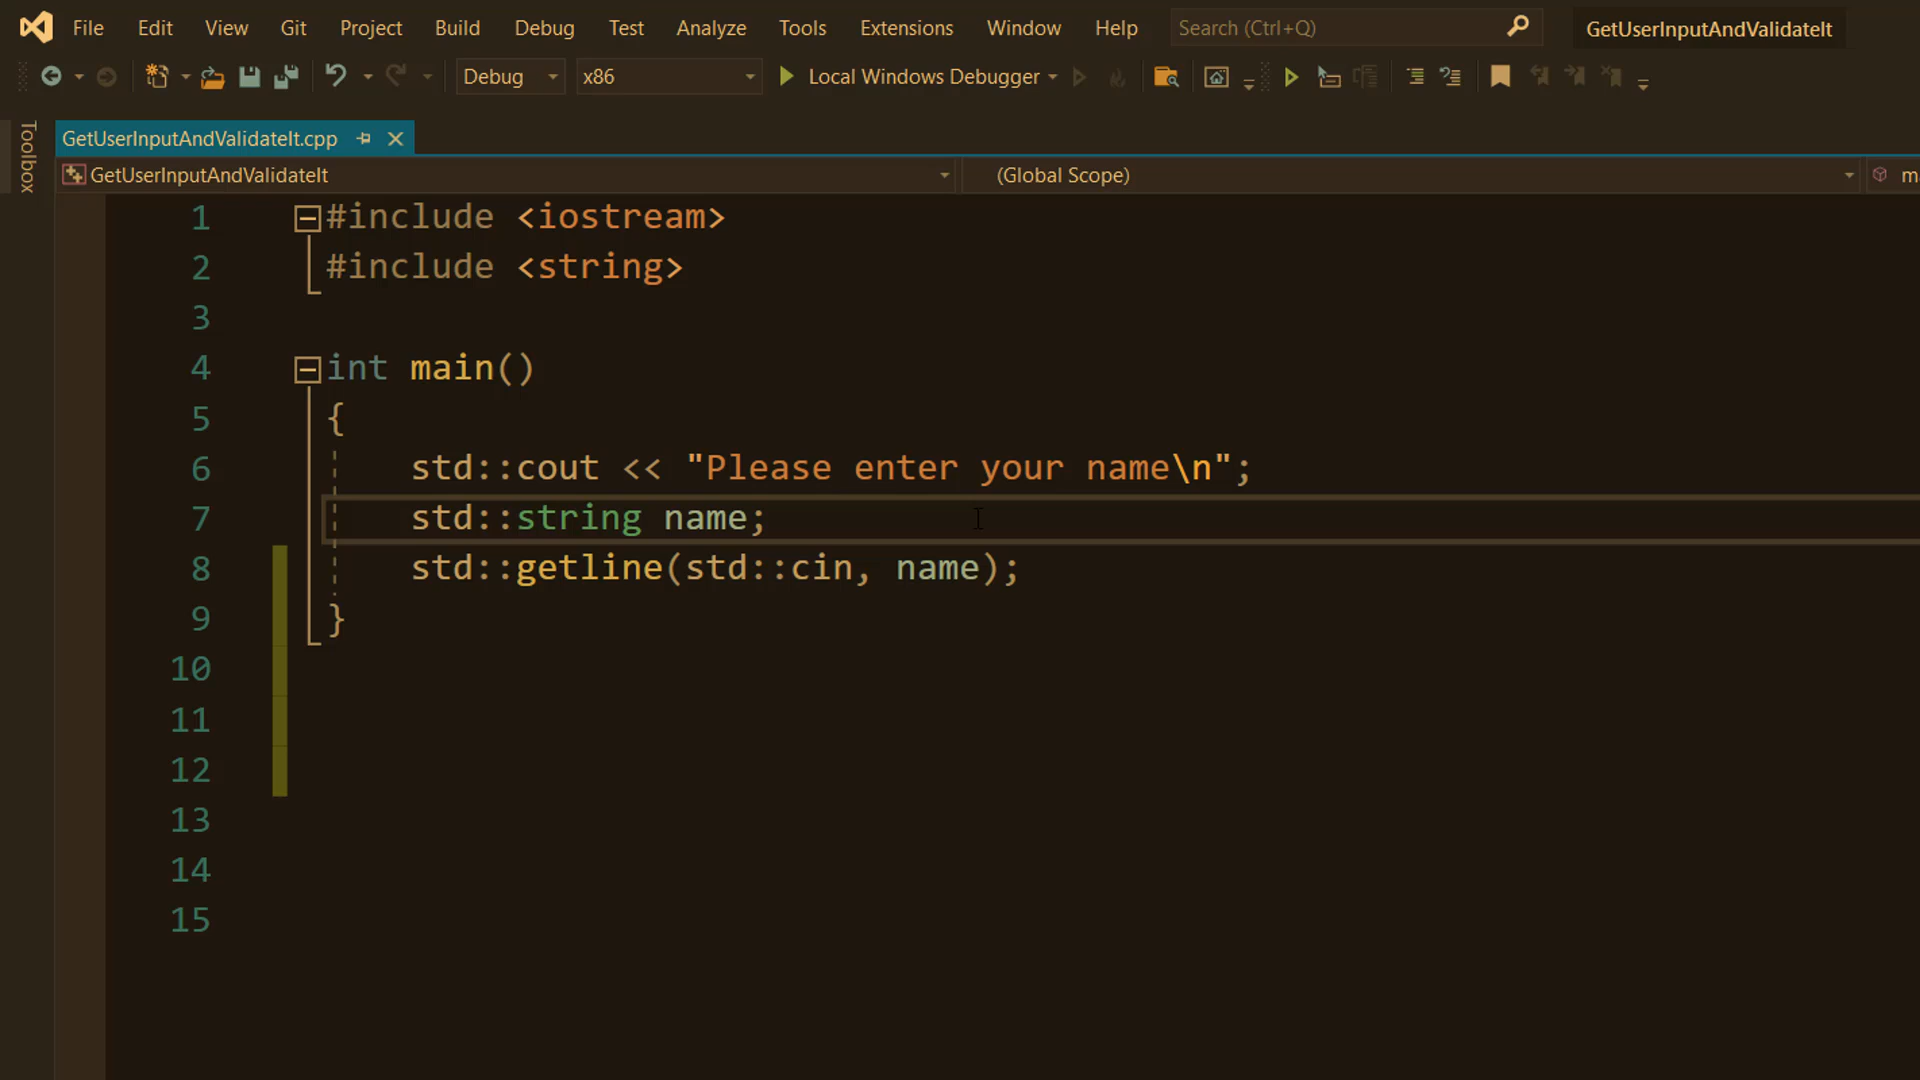 File Edit View Git Project Build Debug Test Analyze Tools Extensions Window Help Search (Ctrl+Q) GetUserInputAndValidateIt
Debug x86 Local Windows Debugger
Toolbox
GetUserInputAndValidateIt.cpp
GetUserInputAndValidateIt (Global Scope) m
1 #include <iostream>
2 #include <string>
3
4 int main()
5 {
6 std::cout << "Please enter your name\n";
7 std::string name;
8 std::getline(std::cin, name);
9 }
10
11
12
13
14
15